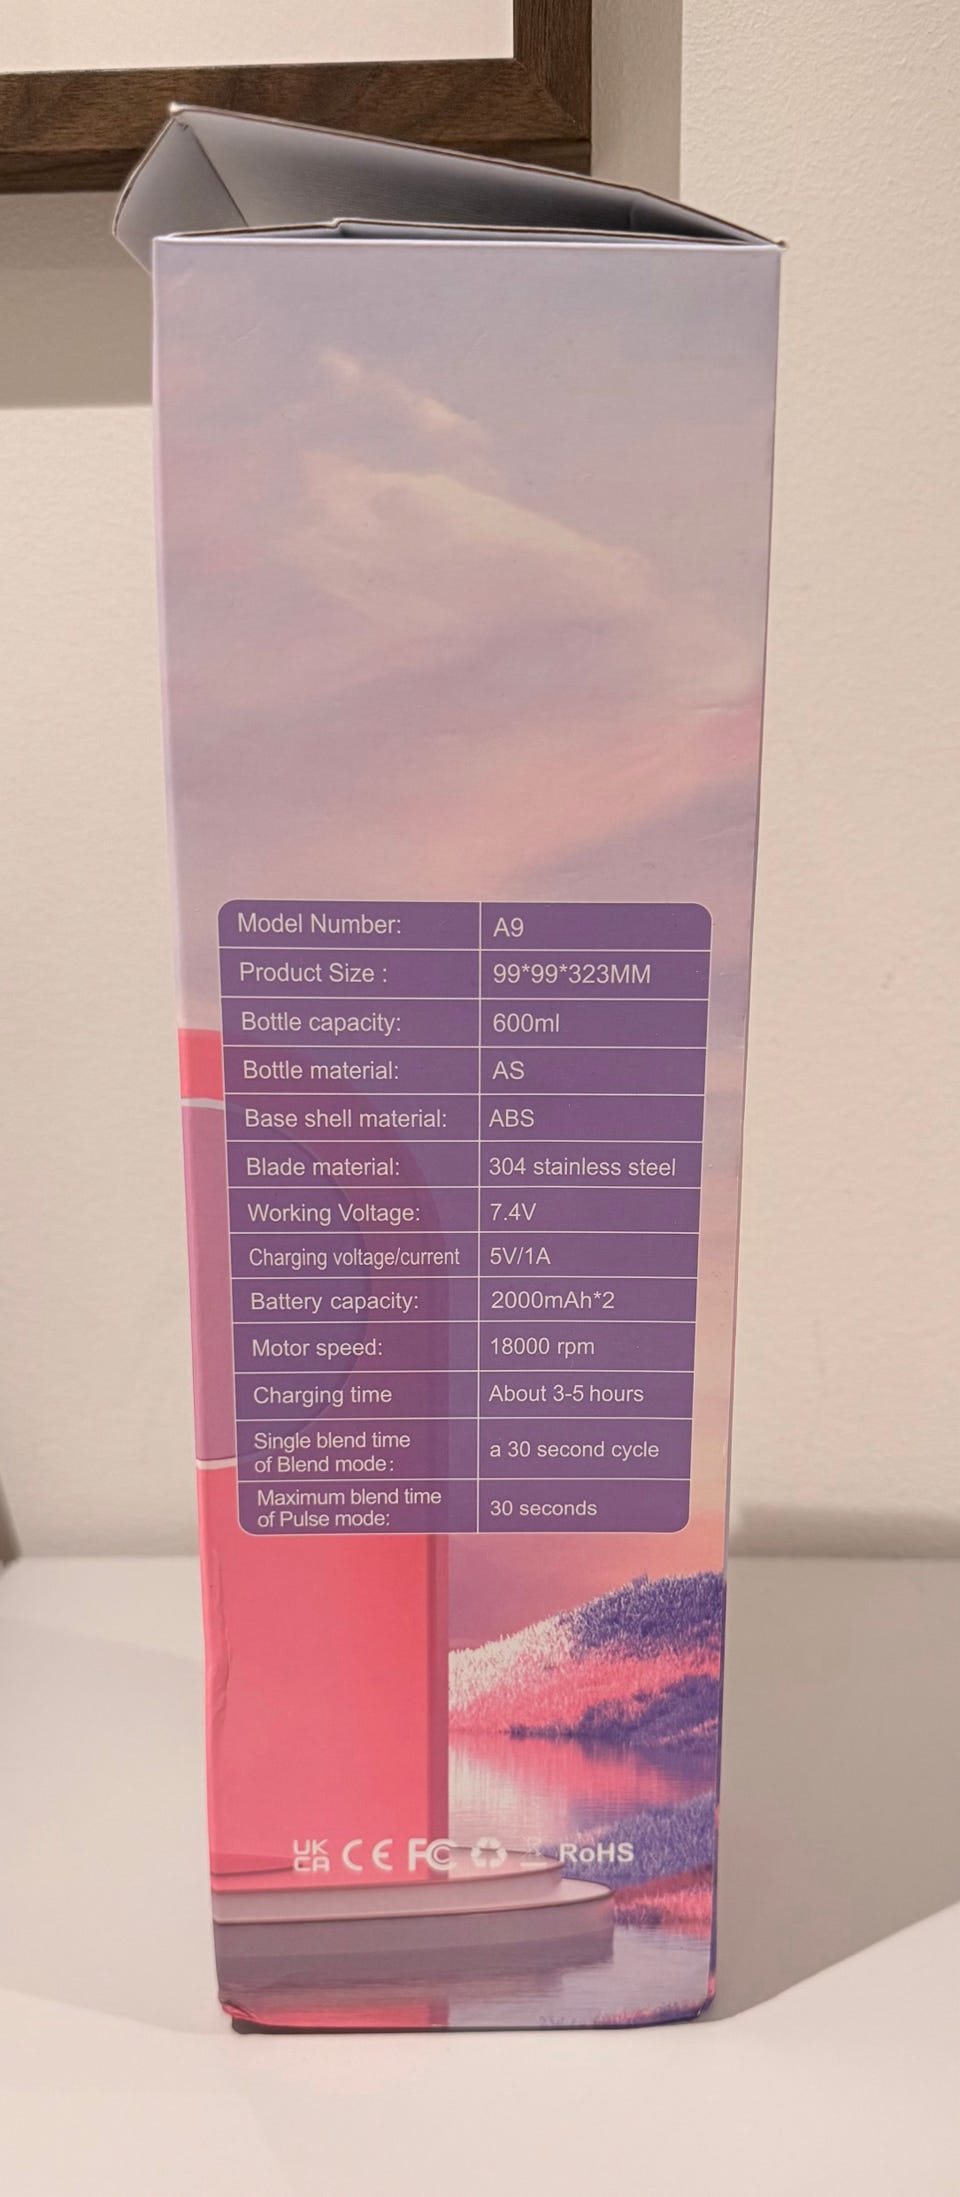 Model Number: A9
Product Size : 99*99*323MM
Bottle capacity: 600ml
Bottle material: AS
Base shell material: ABS
Blade material: 304 stainless steel
Working Voltage: 7.4V
Charging voltage/current 5V/1A
Battery capacity: 2000mAh*2
Motor speed: 18000 rpm
Charging time About 3-5 hours
Single blend time
of Blend mode: a 30 second cycle
Maximum blend time
of Pulse mode: 30 seconds
UK
CA CE FC RoHS